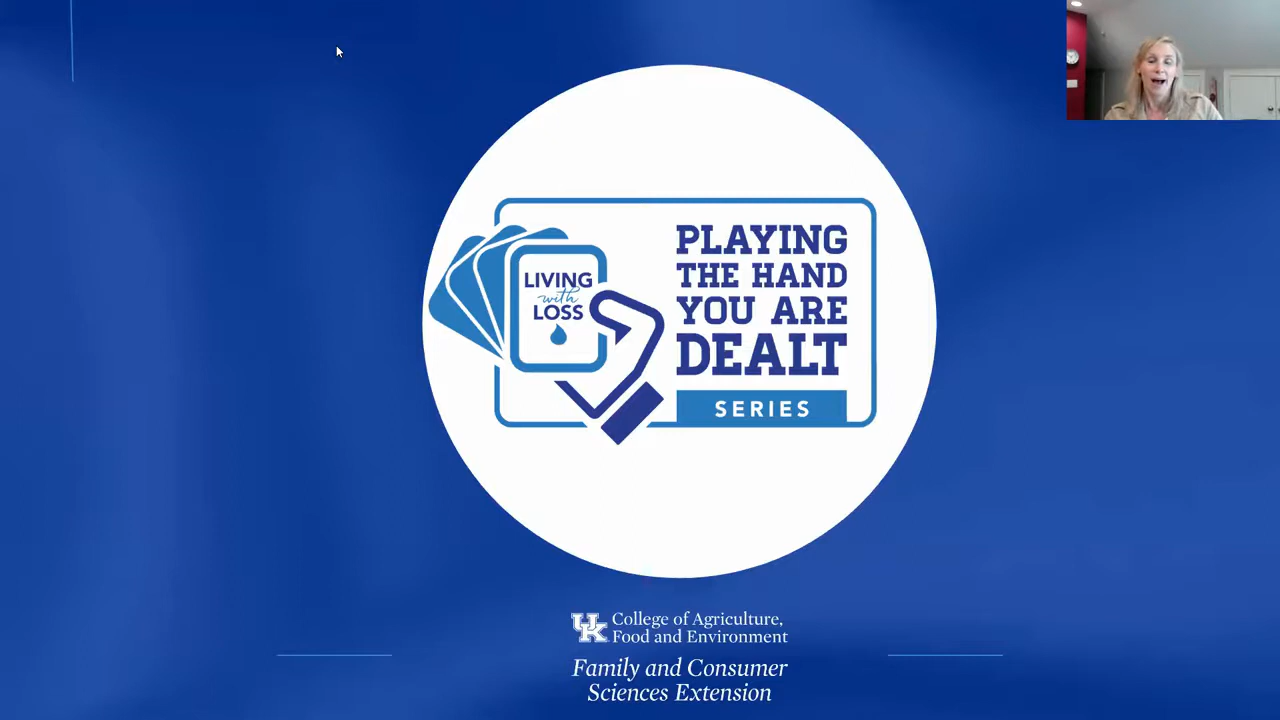 LIVING
with
LOSS
PLAYING
THE HAND
YOU ARE
DEALT
SERIES
UK College of Agriculture,
Food and Environment
Family and Consumer
Sciences Extension